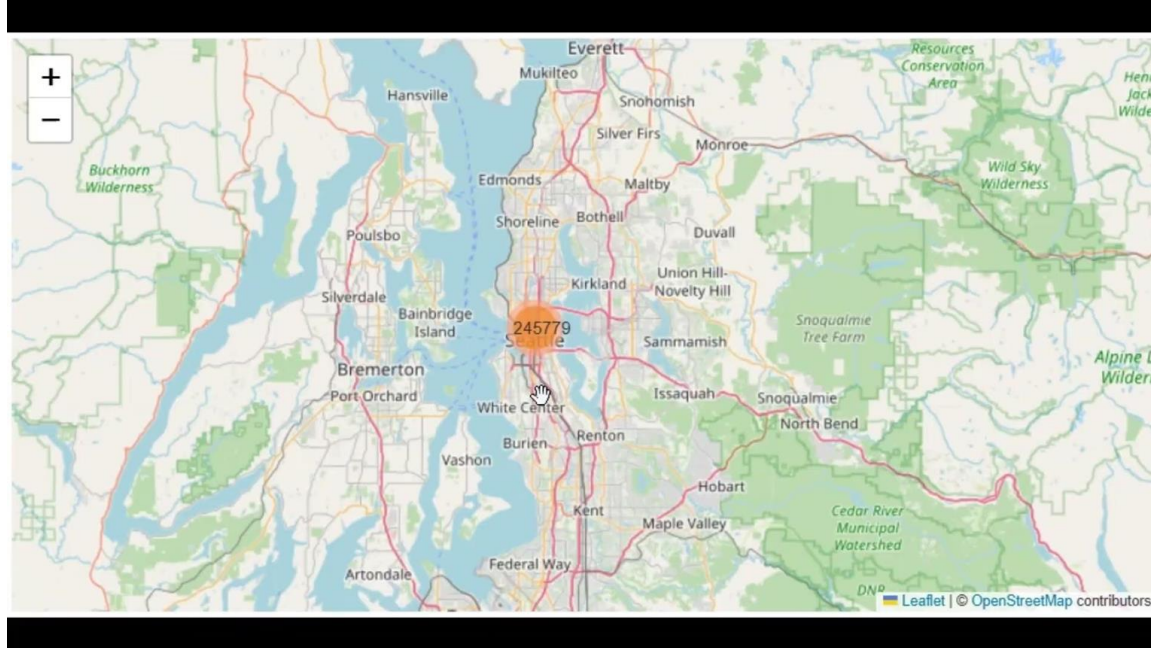 Everett
Mukilteo
Resources
Conservation
Area
+
Hansville
Snohomish
−
Silver Firs
Monroe
Buckhorn
Wilderness
Edmonds
Maltby
Wild Sky
Wilderness
Shoreline
Bothell
Duvall
Poulsbo
Union Hill-
Novelty Hill
Kirkland
Silverdale
Bainbridge
Island
245779
Seattle
Sammamish
Snoqualmie
Tree Farm
Bremerton
Port Orchard
Issaquah
Snoqualmie
North Bend
White Center
Burien
Renton
Vashon
Hobart
Kent
Maple Valley
Cedar River
Municipal
Watershed
Federal Way
Artondale
DNR
Leaflet | © OpenStreetMap contributors